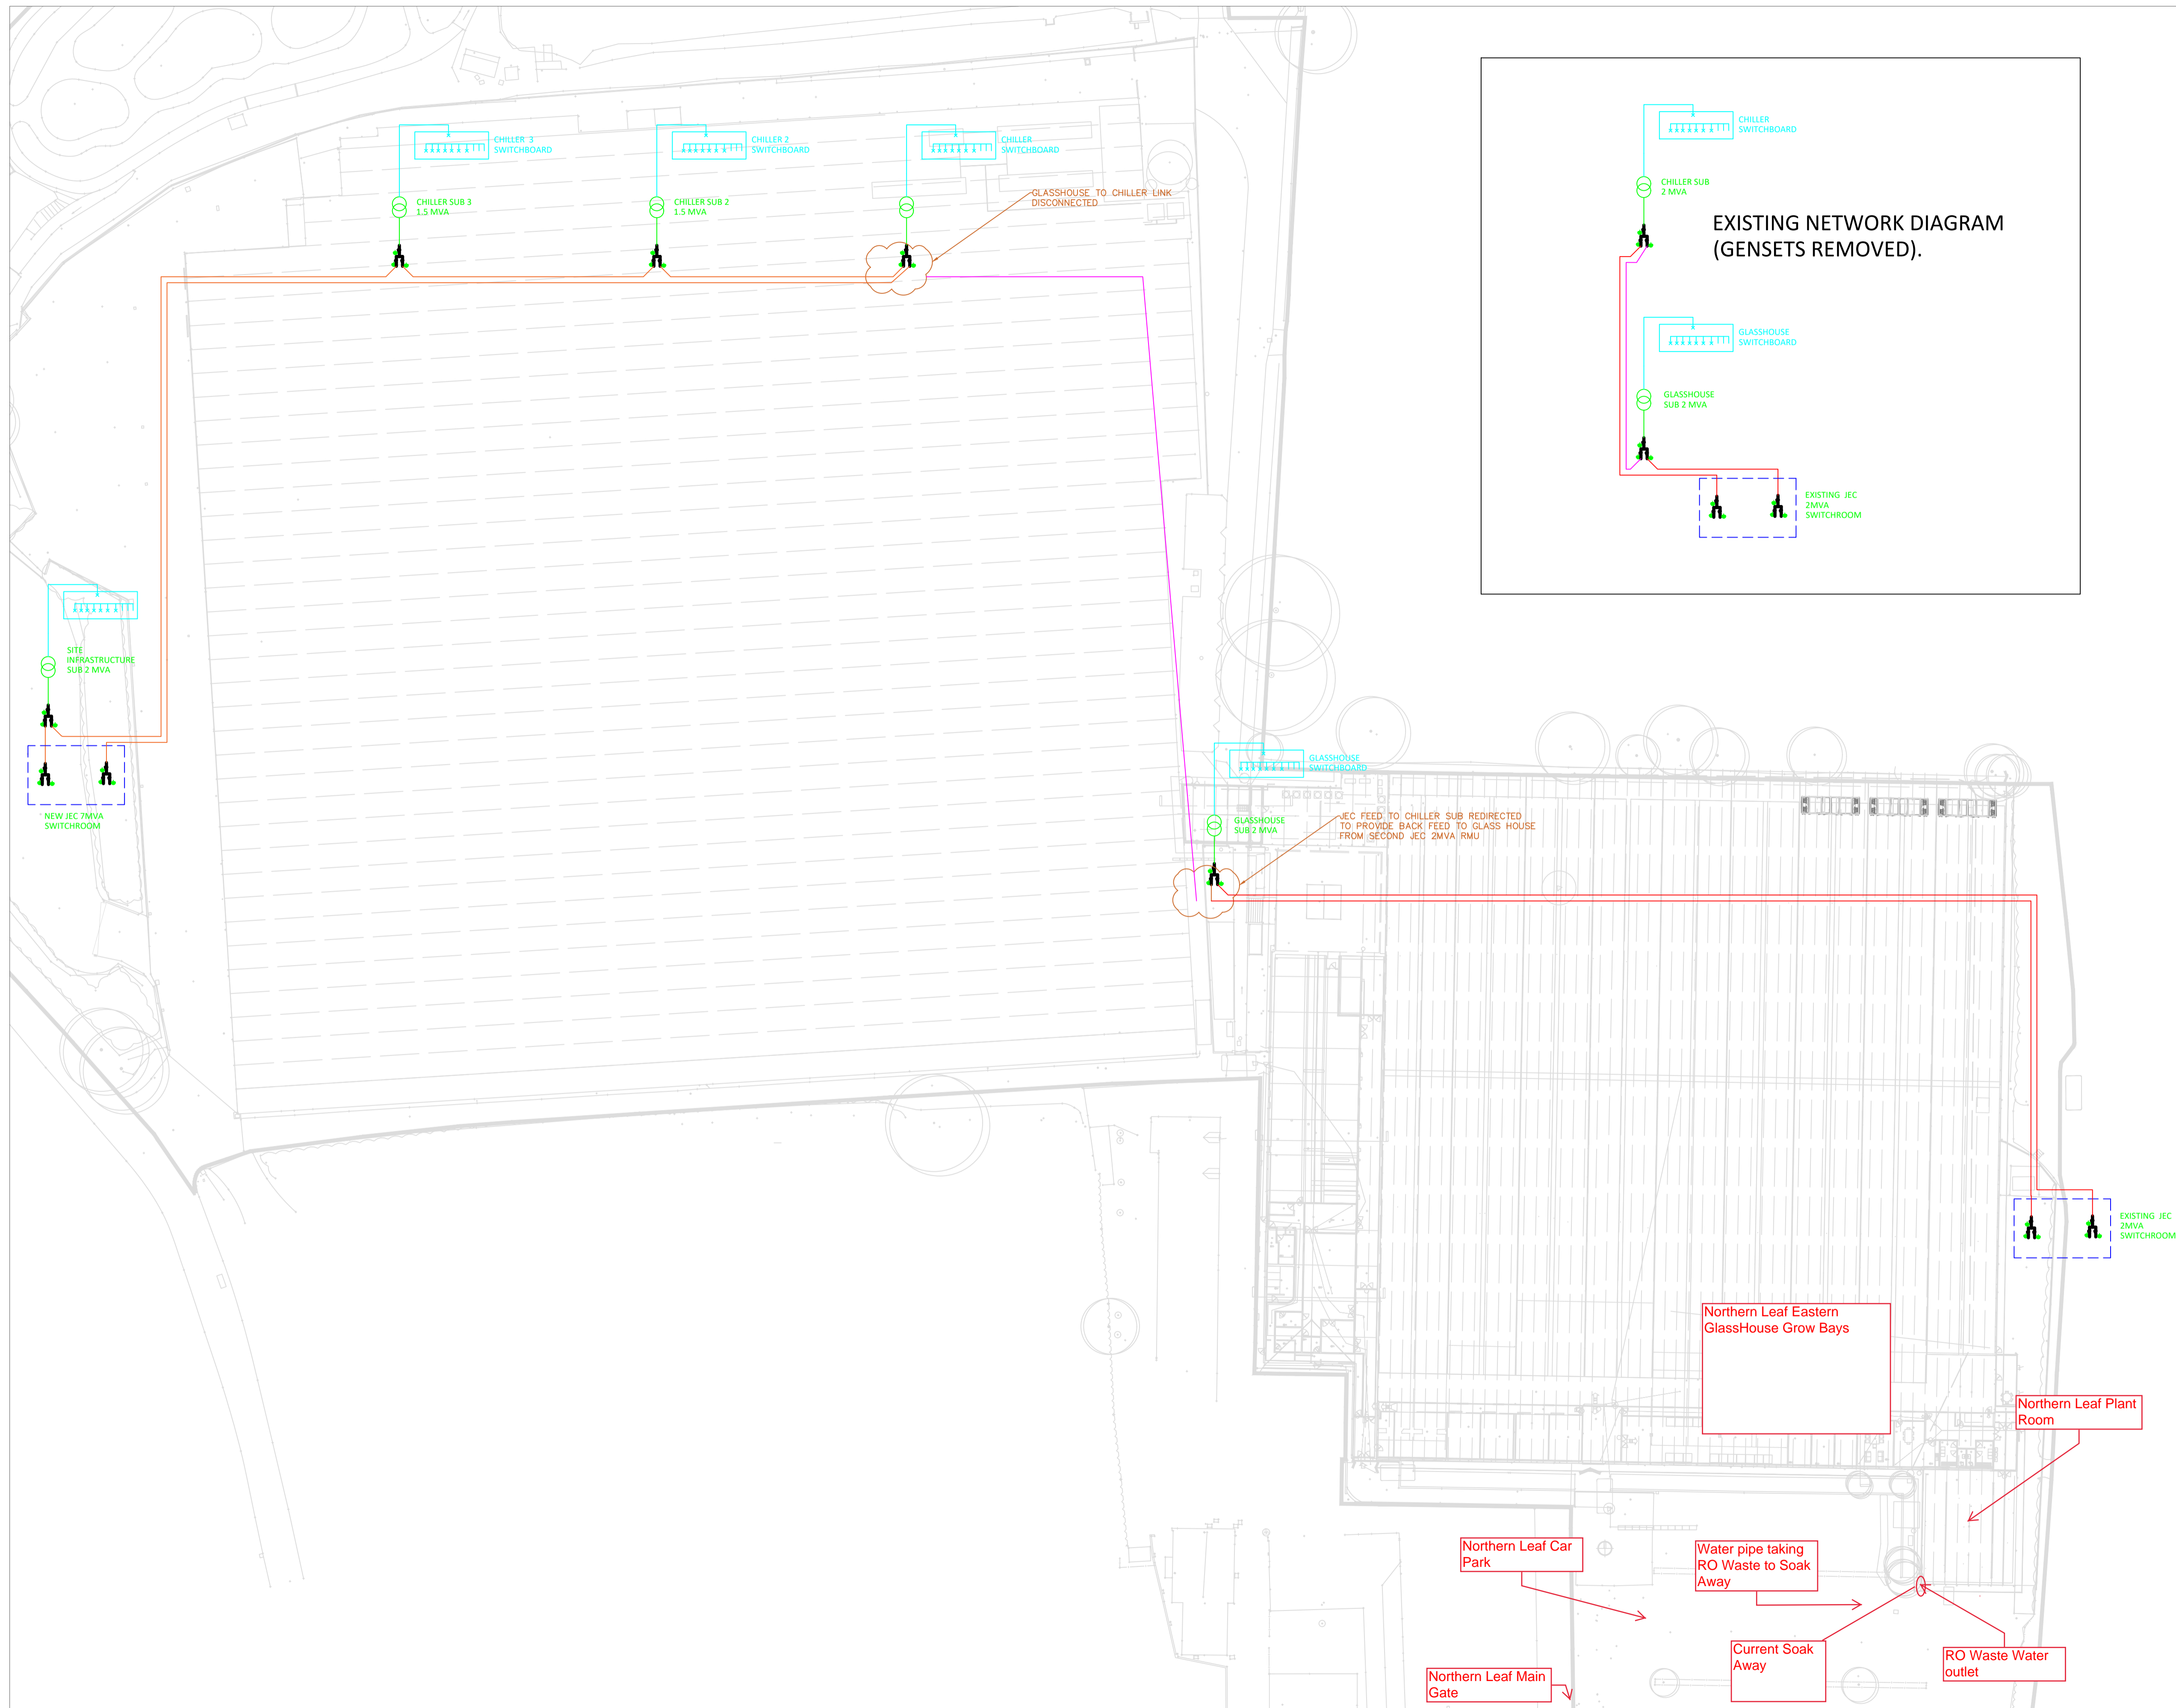 CHILLER 3
SWITCHBOARD
CHILLER 2
SWITCHBOARD
CHILLER
SWITCHBOARD
CHILLER SUB 3
1.5 MVA
CHILLER SUB 2
1.5 MVA
GLASSHOUSE TO CHILLER LINK
DISCONNECTED
CHILLER
SWITCHBOARD
CHILLER SUB
2 MVA
EXISTING NETWORK DIAGRAM
(GENSETS REMOVED).
GLASSHOUSE
SWITCHBOARD
GLASSHOUSE
SUB 2 MVA
EXISTING JEC
2MVA
SWITCHROOM
SITE
INFRASTRUCTURE
SUB 2 MVA
NEW JEC 7MVA
SWITCHROOM
GLASSHOUSE
SWITCHBOARD
GLASSHOUSE
SUB 2 MVA
JEC FEED TO CHILLER SUB REDIRECTED
TO PROVIDE BACK FEED TO GLASS HOUSE
FROM SECOND JEC 2MVA RMU
EXISTING JEC
2MVA
SWITCHROOM
Northern Leaf Eastern
GlassHouse Grow Bays
Northern Leaf Plant
Room
Northern Leaf Car
Park
Water pipe taking
RO Waste to Soak
Away
Current Soak
Away
RO Waste Water
outlet
Northern Leaf Main
Gate